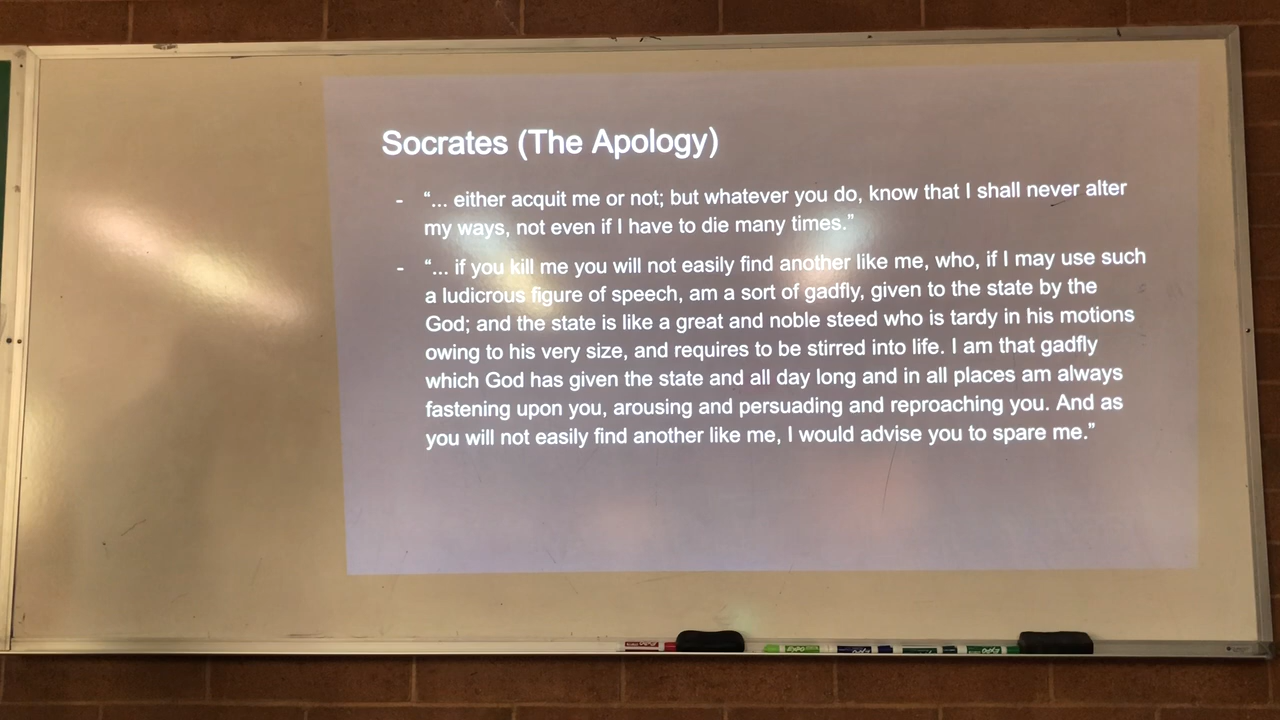 Socrates (The Apology)
- “... either acquit me or not; but whatever you do, know that I shall never alter
my ways, not even if I have to die many times.”
- “... if you kill me you will not easily find another like me, who, if I may use such
a ludicrous figure of speech, am a sort of gadfly, given to the state by the
God; and the state is like a great and noble steed who is tardy in his motions
owing to his very size, and requires to be stirred into life. I am that gadfly
which God has given the state and all day long and in all places am always
fastening upon you, arousing and persuading and reproaching you. And as
you will not easily find another like me, I would advise you to spare me.”
EXPO